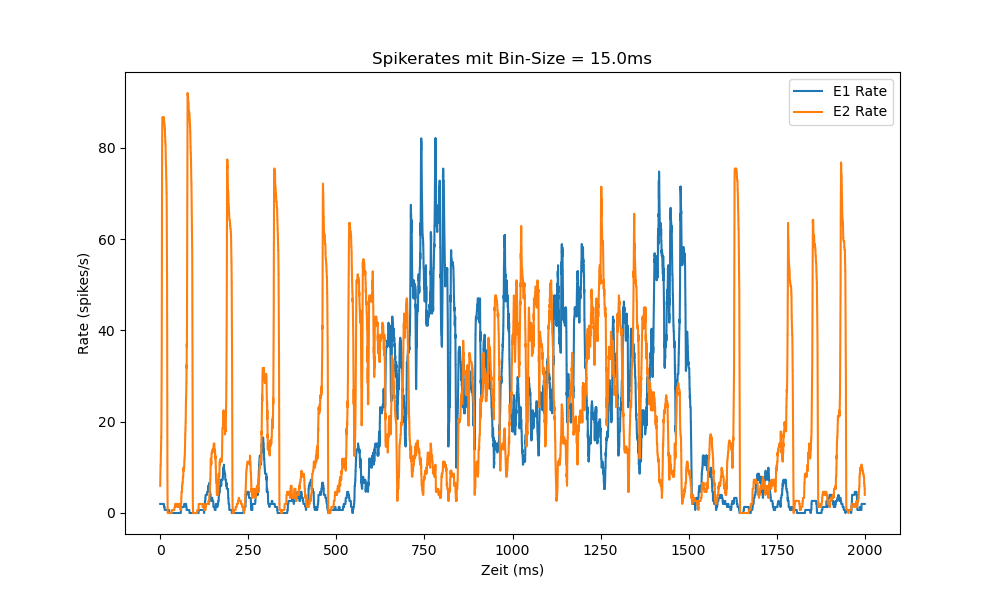 Spikerates mit Bin-Size = 15.0ms
E1 Rate
E2 Rate
Rate (spikes/s)
80
60
40
20
0
0 250 500 750 1000 1250 1500 1750 2000
Zeit (ms)